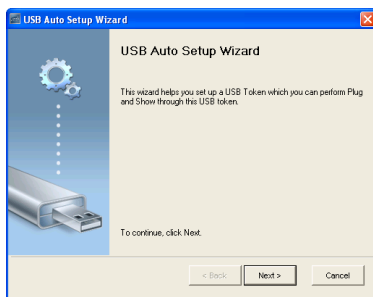 USB Auto Setup Wizard
USB Auto Setup Wizard
This wizard helps you set up a USB Token which you can perform Plug
and Show through this USB token.
To continue, click Next.
< Back Next > Cancel